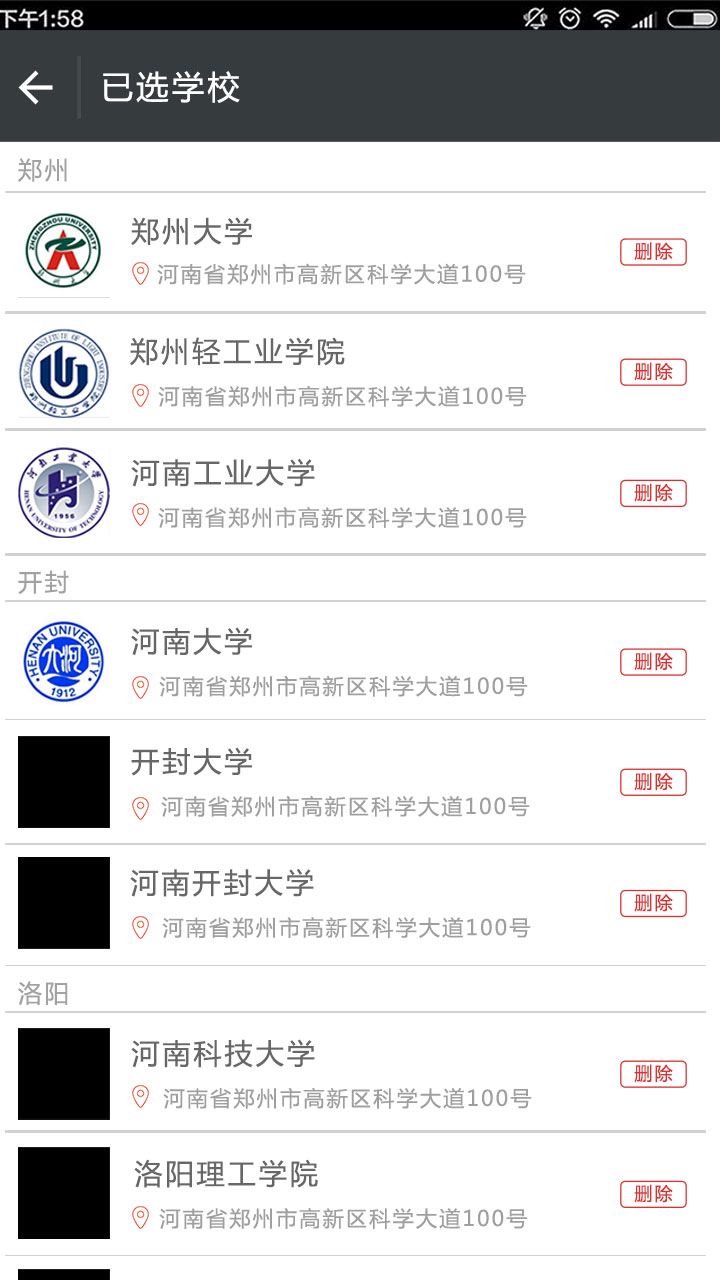 下午1:58
已选学校
郑州
ZHENGZHOU UNIVERSITY
郑州大学
河南省郑州市高新区科学大道100号
删除
郑州轻工业学院
河南省郑州市高新区科学大道100号
删除
河南工业大学
HENAN UNIVERSITY OF TECHNOLOGY
1956
河南工业大学
河南省郑州市高新区科学大道100号
删除
开封
HENAN UNIVERSITY
1912
河南大学
河南省郑州市高新区科学大道100号
删除
开封大学
河南省郑州市高新区科学大道100号
删除
河南开封大学
河南省郑州市高新区科学大道100号
删除
洛阳
河南科技大学
河南省郑州市高新区科学大道100号
删除
洛阳理工学院
河南省郑州市高新区科学大道100号
删除